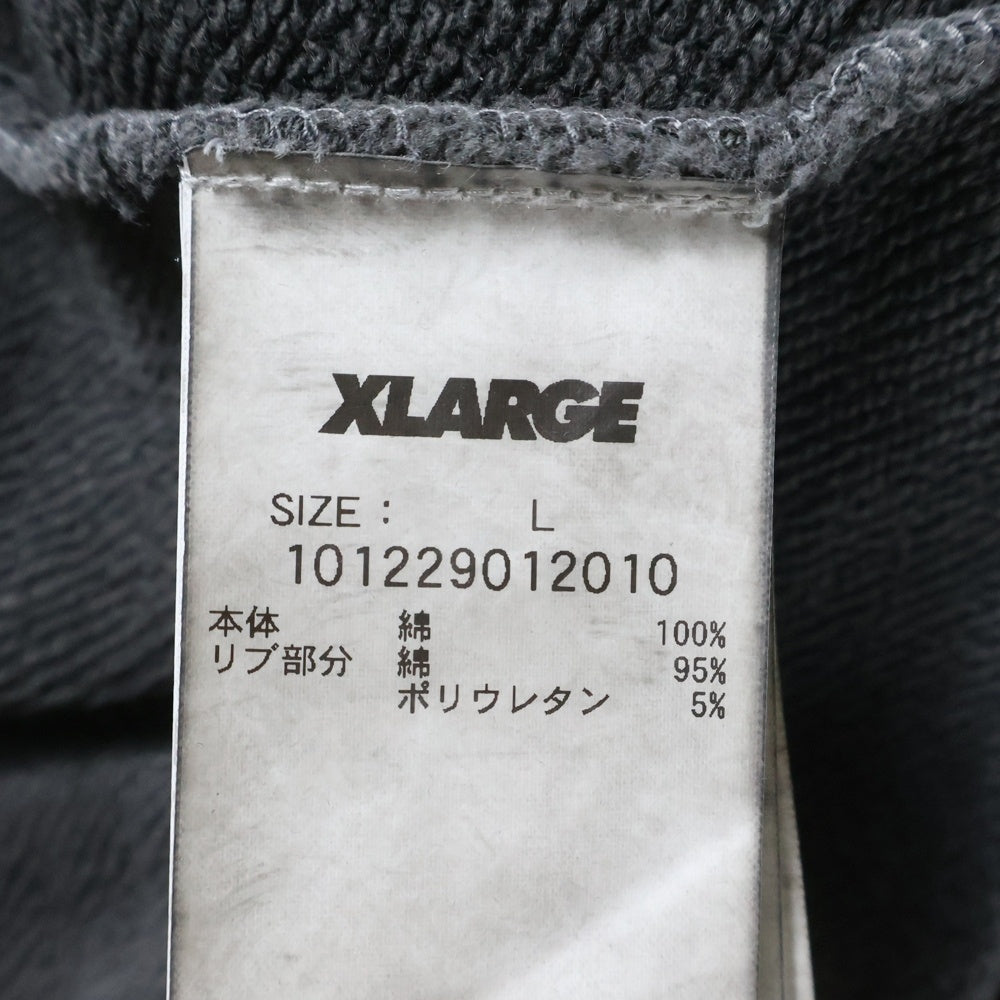 XLARGE
SIZE : L
101229012010
本体 綿 100%
リブ部分 綿 95%
ポリウレタン 5%